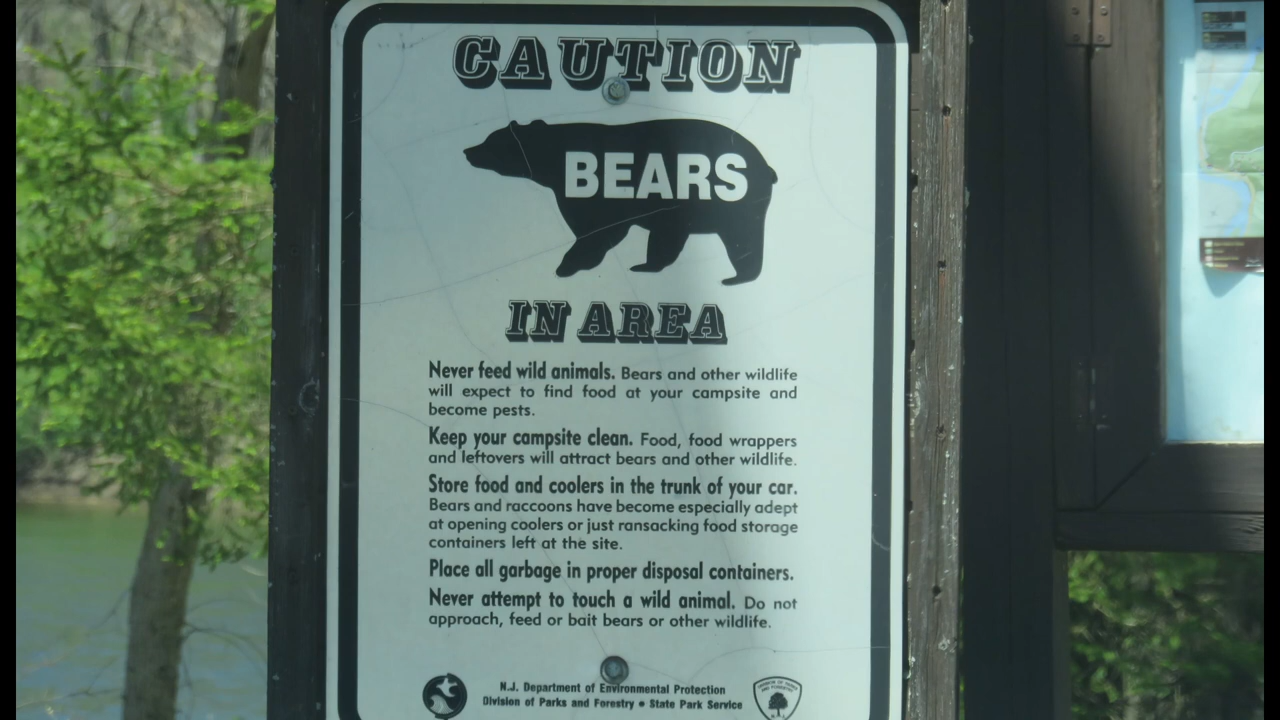 CAUTION
BEARS
IN AREA
Never feed wild animals. Bears and other wildlife
will expect to find food at your campsite and
become pests.
Keep your campsite clean. Food, food wrappers
and leftovers will attract bears and other wildlife.
Store food and coolers in the trunk of your car.
Bears and raccoons have become especially adept
at opening coolers or just ransacking food storage
containers left at the site.
Place all garbage in proper disposal containers.
Never attempt to touch a wild animal. Do not
approach, feed or bait bears or other wildlife.
N.J. Department of Environmental Protection
Division of Parks and Forestry • State Park Service